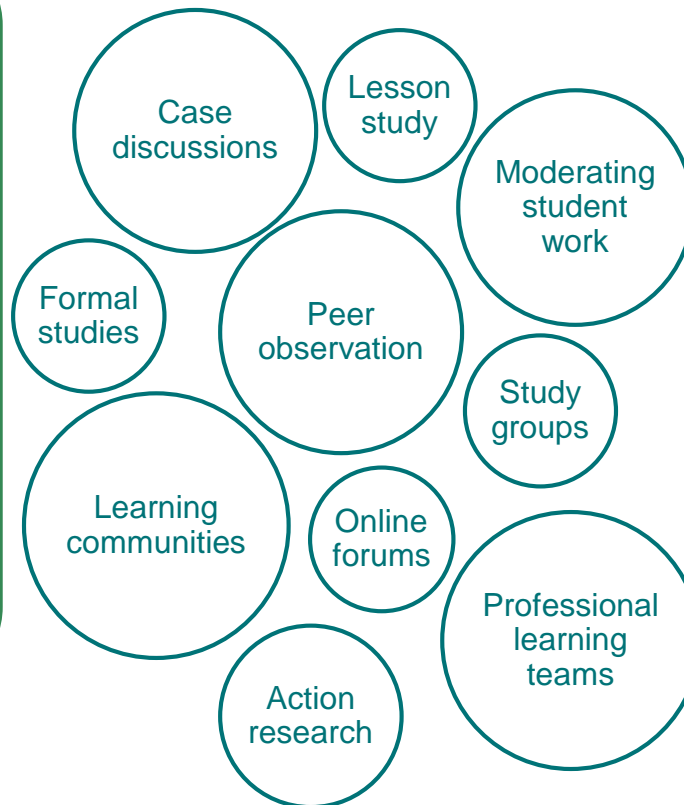 Case
discussions
Lesson
study
Moderating
student
work
Formal
studies
Peer
observation
Study
groups
Learning
communities
Online
forums
Professional
learning
teams
Action
research